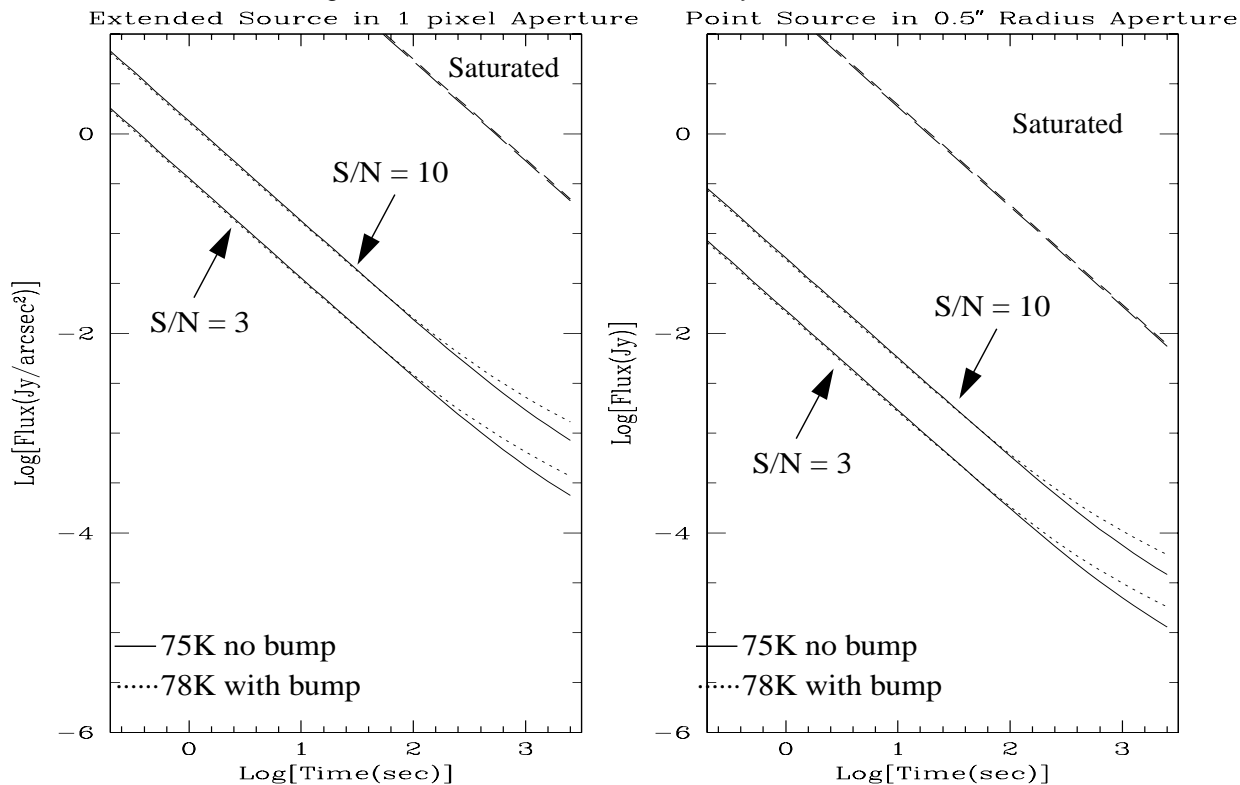 Extended Source in 1 pixel Aperture
Saturated
S/N = 10
S/N = 3
0
−2
−4
−6
Log[Flux(Jy/arcsec²)]
75K no bump
78K with bump
0 1 2 3
Log[Time(sec)]
Point Source in 0.5″ Radius Aperture
Saturated
S/N = 10
S/N = 3
0
−2
−4
−6
Log[Flux(Jy)]
75K no bump
78K with bump
0 1 2 3
Log[Time(sec)]